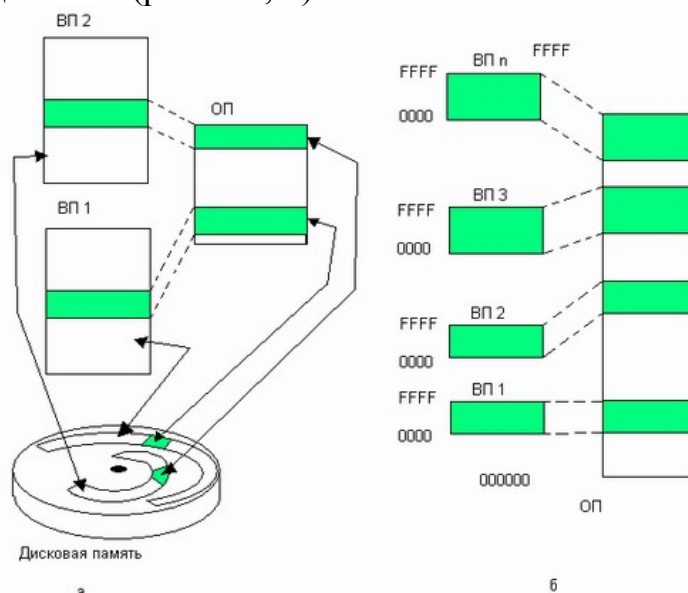 ВП 2
ОП
ВП 1
Дисковая память
FFFF
ВП n
FFFF
0000
FFFF
ВП 3
0000
ВП 2
FFFF
0000
FFFF
ВП 1
0000
000000
ОП
б